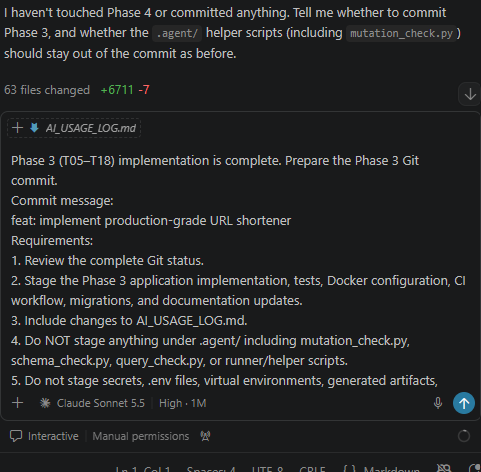 I haven't touched Phase 4 or committed anything. Tell me whether to commit
Phase 3, and whether the .agent/ helper scripts (including mutation_check.py)
should stay out of the commit as before.
63 files changed +6711 -7
AI_USAGE_LOG.md
Phase 3 (T05–T18) implementation is complete. Prepare the Phase 3 Git
commit.
Commit message:
feat: implement production-grade URL shortener
Requirements:
1. Review the complete Git status.
2. Stage the Phase 3 application implementation, tests, Docker configuration, CI
workflow, migrations, and documentation updates.
3. Include changes to AI_USAGE_LOG.md.
4. Do NOT stage anything under .agent/ including mutation_check.py,
schema_check.py, query_check.py, or runner/helper scripts.
5. Do not stage secrets, .env files, virtual environments, generated artifacts,
Claude Sonnet 5.5 High · 1M
Interactive Manual permissions
Ln 1, Col 1 Spaces: 4 UTF-8 CRLF Markdown